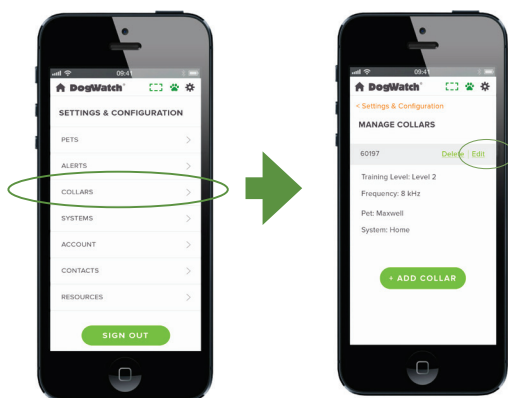 09:41
DogWatch®
SETTINGS & CONFIGURATION
PETS >
ALERTS >
COLLARS >
SYSTEMS >
ACCOUNT >
CONTACTS >
RESOURCES >
SIGN OUT
09:41
DogWatch®
< Settings & Configuration
MANAGE COLLARS
60197 Delete | Edit
Training Level: Level 2
Frequency: 8 kHz
Pet: Maxwell
System: Home
+ ADD COLLAR